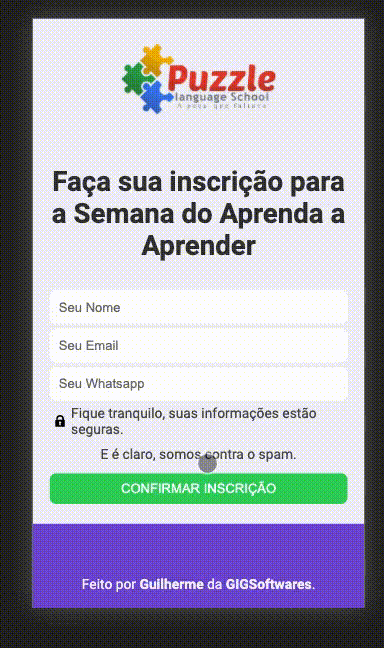 Puzzle
language School
A peça que faltava
Faça sua inscrição para
a Semana do Aprenda a
Aprender
Seu Nome
Seu Email
Seu Whatsapp
Fique tranquilo, suas informações estão
seguras.
E é claro, somos contra o spam.
CONFIRMAR INSCRIÇÃO
Feito por Guilherme da GIGSoftwares.